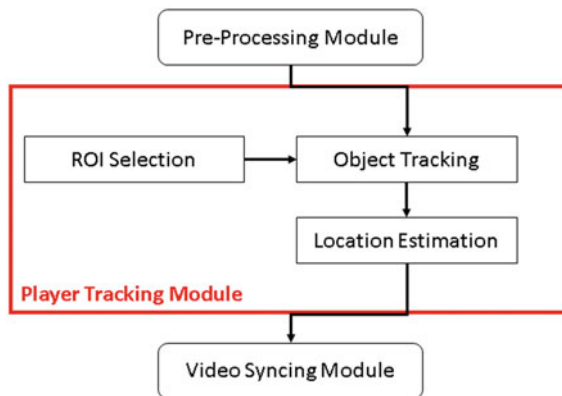 Pre-Processing Module
ROI Selection
Object Tracking
Location Estimation
Player Tracking Module
Video Syncing Module